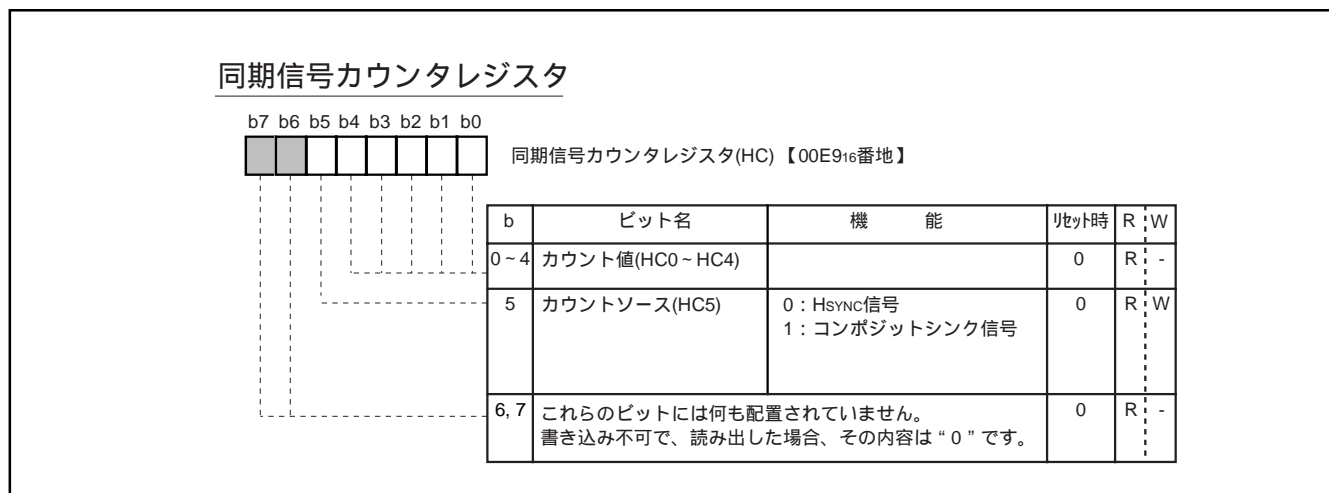 同期信号カウンタレジスタ
b7 b6 b5 b4 b3 b2 b1 b0
同期信号カウンタレジスタ(HC)【00E916番地】
b ビット名 機 能 リセット時 R W
0~4 カウント値(HC0~HC4) 0 R -
5 カウントソース(HC5) 0:HSYNC信号 0 R W
1:コンポジットシンク信号
6, 7 これらのビットには何も配置されていません。 0 R -
書き込み不可で、読み出した場合、その内容は“0”です。